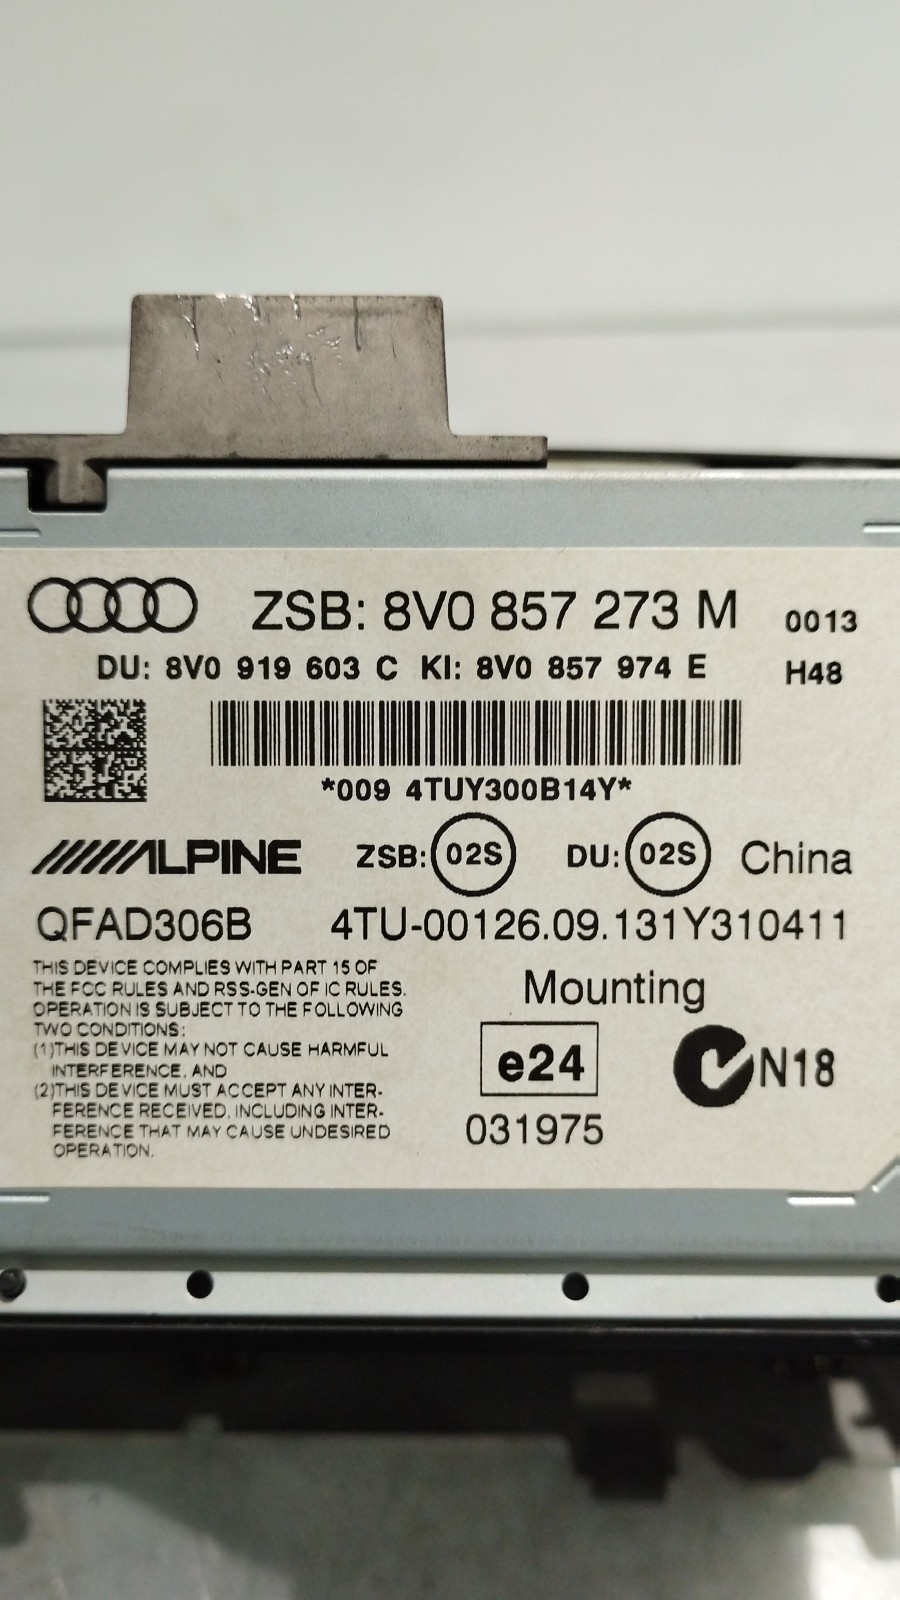 ZSB: 8V0 857 273 M 0013
DU: 8V0 919 603 C KI: 8V0 857 974 E H48
*009 4TUY300B14Y*
ALPINE ZSB: 02S DU: 02S China
QFAD306B 4TU-00126.09.131Y310411
THIS DEVICE COMPLIES WITH PART 15 OF
THE FCC RULES AND RSS-GEN OF IC RULES.
OPERATION IS SUBJECT TO THE FOLLOWING
TWO CONDITIONS:
(1)THIS DEVICE MAY NOT CAUSE HARMFUL
INTERFERENCE, AND
(2)THIS DEVICE MUST ACCEPT ANY INTER-
FERENCE RECEIVED, INCLUDING INTER-
FERENCE THAT MAY CAUSE UNDESIRED
OPERATION.
Mounting
e24
031975
N18